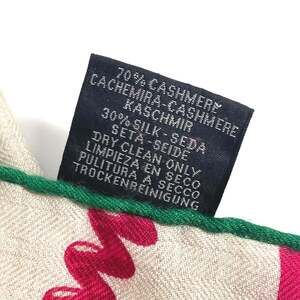 70% CASHMERE
CACHEMIRA-CASHMERE
KASCHMIR
30% SILK-SEDA
SETA-SEIDE
DRY CLEAN ONLY
LIMPIEZA EN SECO
PULITURA A SECCO
TROCKENREINIGUNG